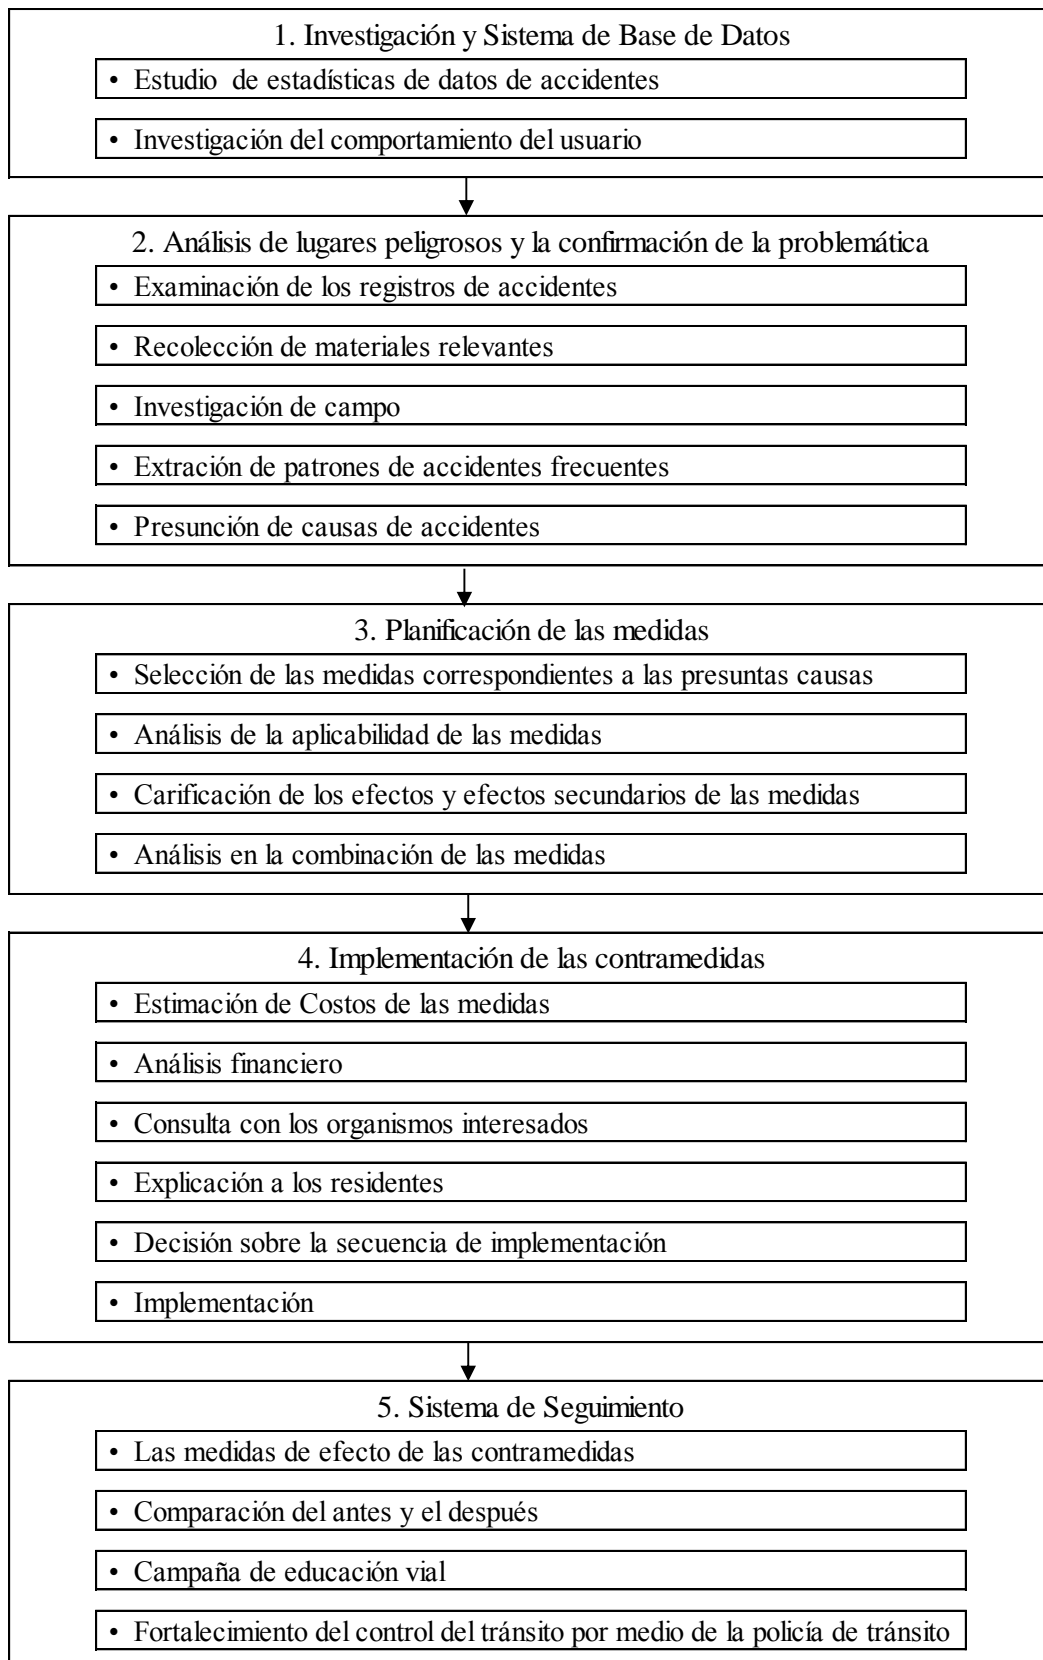 1. Investigación y Sistema de Base de Datos
• Estudio de estadísticas de datos de accidentes
• Investigación del comportamiento del usuario
2. Análisis de lugares peligrosos y la confirmación de la problemática
• Examinación de los registros de accidentes
• Recolección de materiales relevantes
• Investigación de campo
• Extración de patrones de accidentes frecuentes
• Presunción de causas de accidentes
3. Planificación de las medidas
• Selección de las medidas correspondientes a las presuntas causas
• Análisis de la aplicabilidad de las medidas
• Carificación de los efectos y efectos secundarios de las medidas
• Análisis en la combinación de las medidas
4. Implementación de las contramedidas
• Estimación de Costos de las medidas
• Análisis financiero
• Consulta con los organismos interesados
• Explicación a los residentes
• Decisión sobre la secuencia de implementación
• Implementación
5. Sistema de Seguimiento
• Las medidas de efecto de las contramedidas
• Comparación del antes y el después
• Campaña de educación vial
• Fortalecimiento del control del tránsito por medio de la policía de tránsito